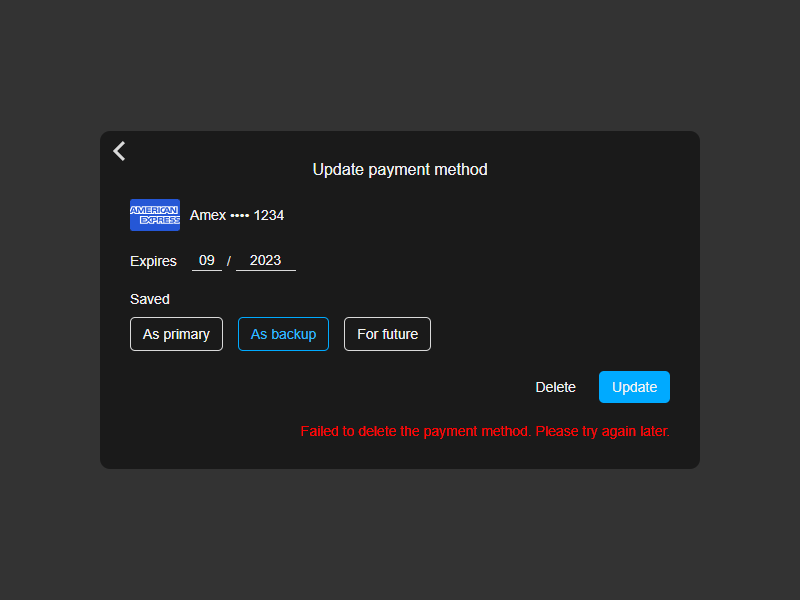 Update payment method
AMERICAN
EXPRESS
Amex •••• 1234
Expires 09 / 2023
Saved
As primary As backup For future
Delete Update
Failed to delete the payment method. Please try again later.